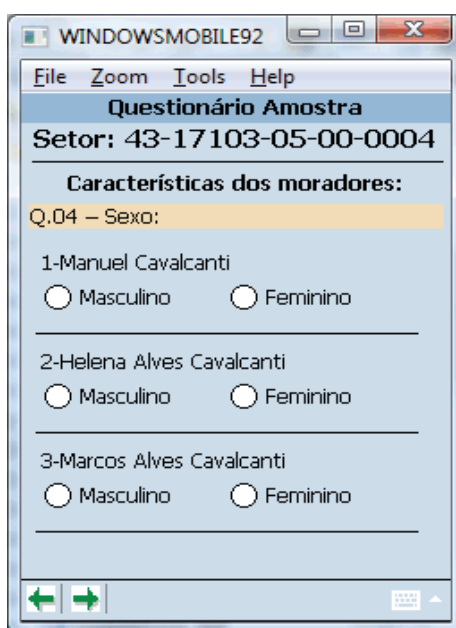 WINDOWSMOBILE92
File Zoom Tools Help
Questionário Amostra
Setor: 43-17103-05-00-0004
Características dos moradores:
Q.04 – Sexo:
1-Manuel Cavalcanti
Masculino Feminino
2-Helena Alves Cavalcanti
Masculino Feminino
3-Marcos Alves Cavalcanti
Masculino Feminino